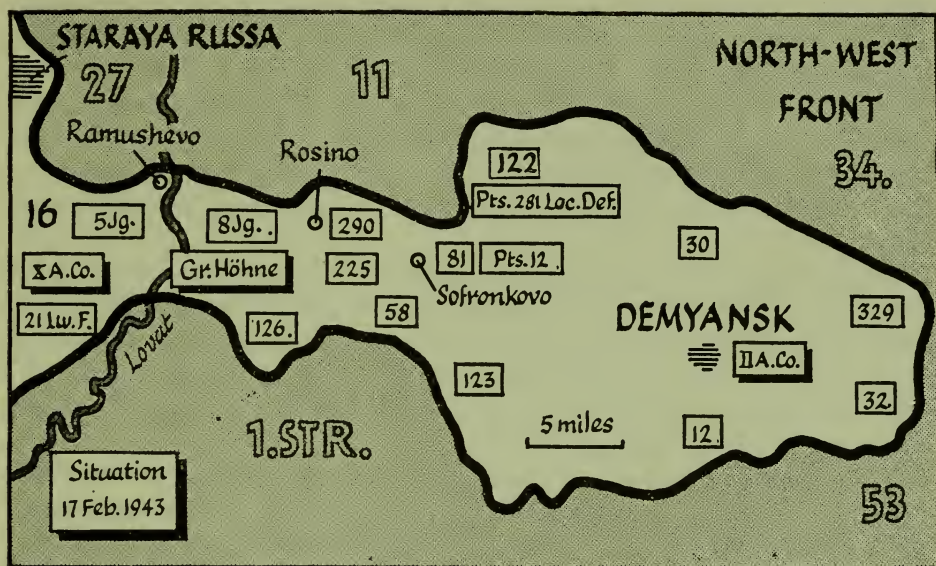 STARAYA RUSSA
27
11
NORTH-WEST
FRONT
34.
Ramushevo
Rosino
122
Pts. 281 Loc. Def.
16
5Jg.
8Jg..
290
30
X A.Co.
Gr. Höhne
225
81
Pts. 12.
Sofronkovo
21 Lw. F.
126.
58
DEMYANSK
II A.Co.
329
Lovat
123
32.
5 miles
12.
1.STR.
Situation
17 Feb. 1943
53